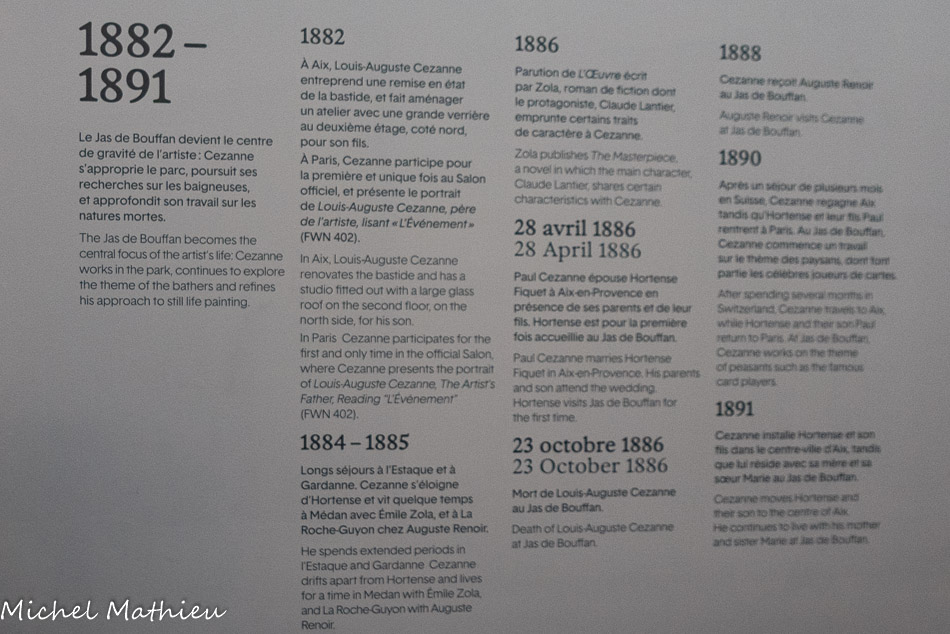 1882 –
1891
Le Jas de Bouffan devient le centre
de gravité de l'artiste : Cezanne
s'approprie le parc, poursuit ses
recherches sur les baigneuses,
et approfondit son travail sur les
natures mortes.
The Jas de Bouffan becomes the
central focus of the artist's life: Cezanne
works in the park, continues to explore
the theme of the bathers and refines
his approach to still life painting.
1882
À Aix, Louis-Auguste Cezanne
entreprend une remise en état
de la bastide, et fait aménager
un atelier avec une grande verrière
au deuxième étage, coté nord,
pour son fils.
À Paris, Cezanne participe pour
la première et unique fois au Salon
officiel, et présente le portrait
de Louis-Auguste Cezanne, père
de l'artiste, lisant « L'Événement »
(FWN 402).
In Aix, Louis-Auguste Cezanne
renovates the bastide and has a
studio fitted out with a large glass
roof on the second floor, on the
north side, for his son.
In Paris Cezanne participates for the
first and only time in the official Salon,
where Cezanne presents the portrait
of Louis-Auguste Cezanne, The Artist's
Father, Reading "L'Événement"
(FWN 402).
1884 – 1885
Longs séjours à l'Estaque et à
Gardanne. Cezanne s'éloigne
d'Hortense et vit quelque temps
à Médan avec Émile Zola, et à La
Roche-Guyon chez Auguste Renoir.
He spends extended periods in
l'Estaque and Gardanne Cezanne
drifts apart from Hortense and lives
for a time in Medan with Émile Zola,
and La Roche-Guyon with Auguste
Renoir.
1886
Parution de L'Œuvre écrit
par Zola, roman de fiction dont
le protagoniste, Claude Lantier,
emprunte certains traits
de caractère à Cezanne.
Zola publishes The Masterpiece,
a novel in which the main character,
Claude Lantier, shares certain
characteristics with Cezanne.
28 avril 1886
28 April 1886
Paul Cezanne épouse Hortense
Fiquet à Aix-en-Provence en
présence de ses parents et de leur
fils. Hortense est pour la première
fois accueillie au Jas de Bouffan.
Paul Cezanne marries Hortense
Fiquet in Aix-en-Provence. His parents
and son attend the wedding.
Hortense visits Jas de Bouffan for
the first time.
23 octobre 1886
23 October 1886
Mort de Louis-Auguste Cezanne
au Jas de Bouffan.
Death of Louis-Auguste Cezanne
at Jas de Bouffan.
1888
Cezanne reçoit Auguste Renoir
au Jas de Bouffan.
Auguste Renoir visits Cezanne
at Jas de Bouffan.
1890
Après un séjour de plusieurs mois
en Suisse, Cezanne regagne Aix
tandis qu'Hortense et leur fils Paul
rentrent à Paris. Au Jas de Bouffan,
Cezanne commence un travail
sur le thème des paysans, dont font
partie les célèbres joueurs de cartes.
After spending several months in
Switzerland, Cezanne travels to Aix,
while Hortense and their son Paul
return to Paris. At Jas de Bouffan,
Cezanne works on the theme
of peasants such as the famous
card players.
1891
Cezanne installe Hortense et son
fils dans le centre-ville d'Aix, tandis
que lui réside avec sa mère et sa
sœur Marie au Jas de Bouffan.
Cezanne moves Hortense and
their son to the centre of Aix.
He continues to live with his mother
and sister Marie at Jas de Bouffan.
Michel Mathieu